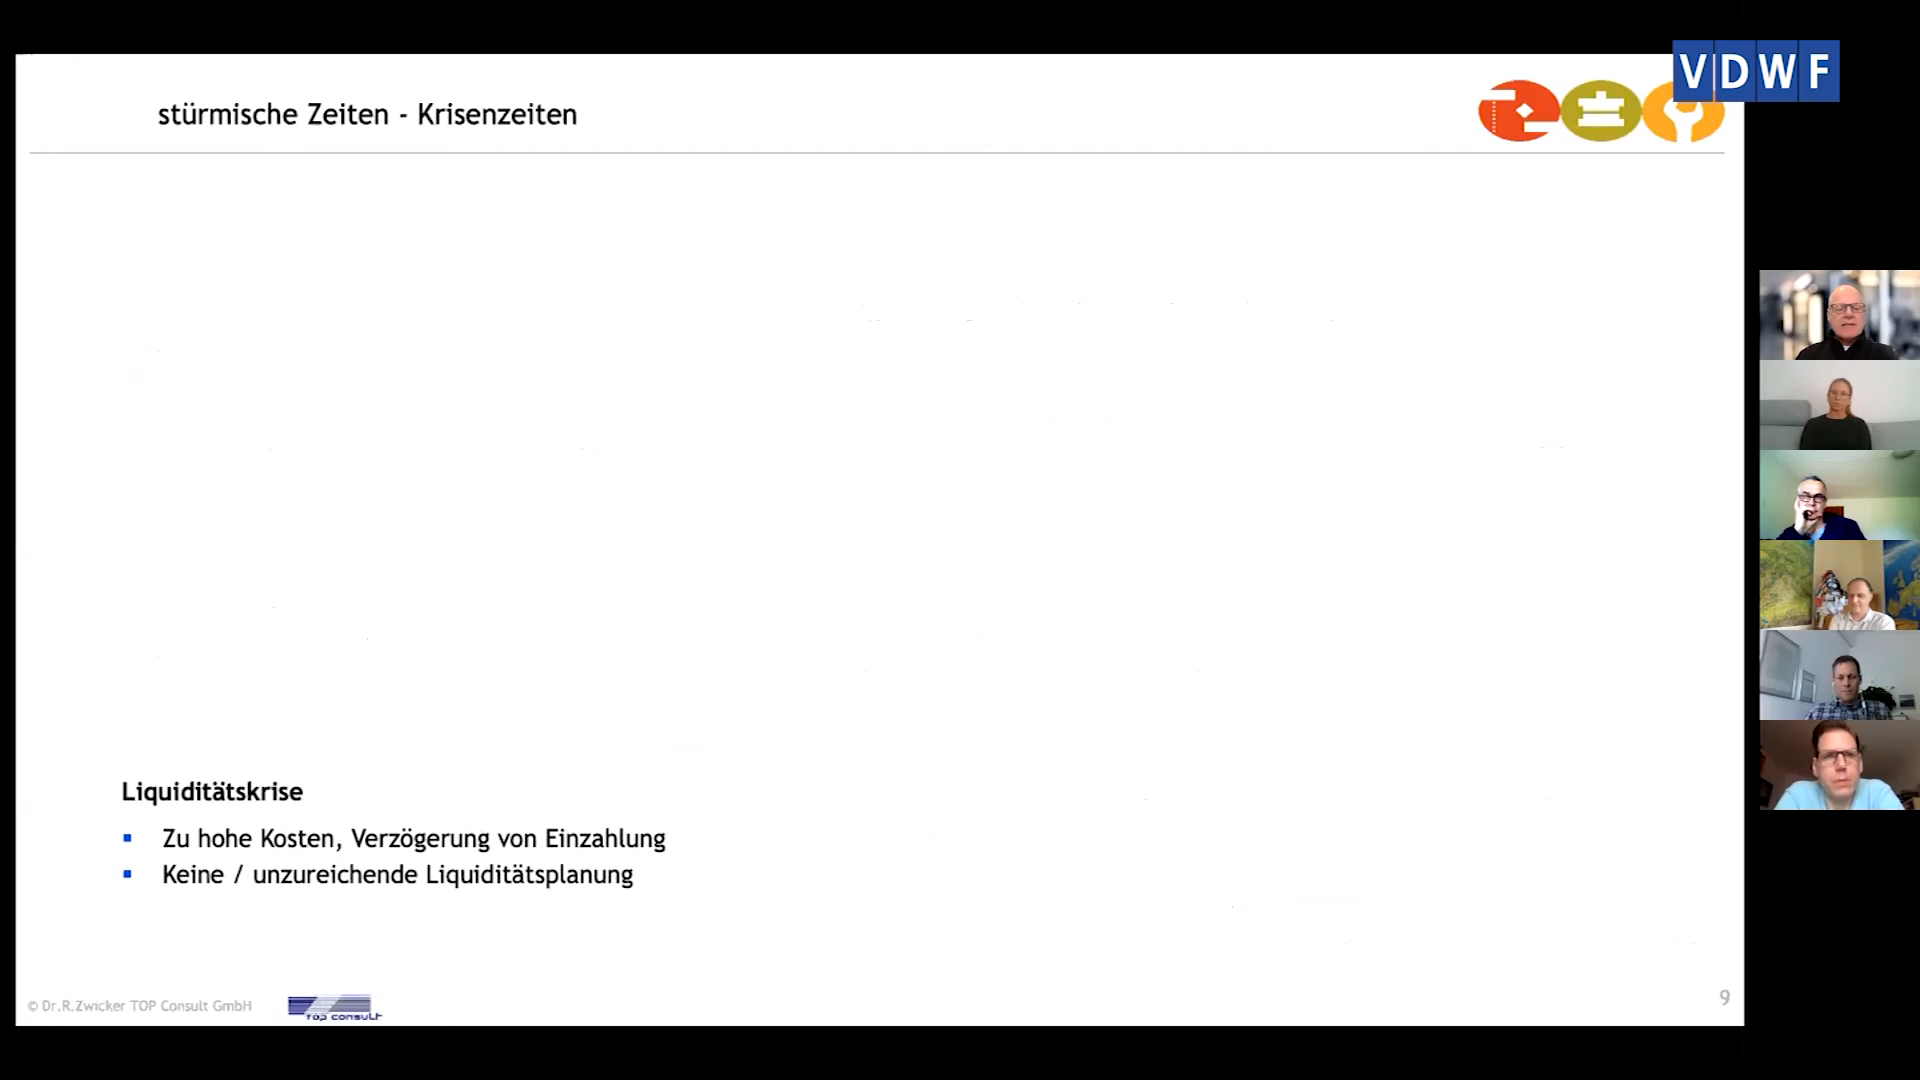 VDWF
stürmische Zeiten - Krisenzeiten
Liquiditätskrise
Zu hohe Kosten, Verzögerung von Einzahlung
Keine / unzureichende Liquiditätsplanung
© Dr.R.Zwicker TOP Consult GmbH
TOP CONSULT
9